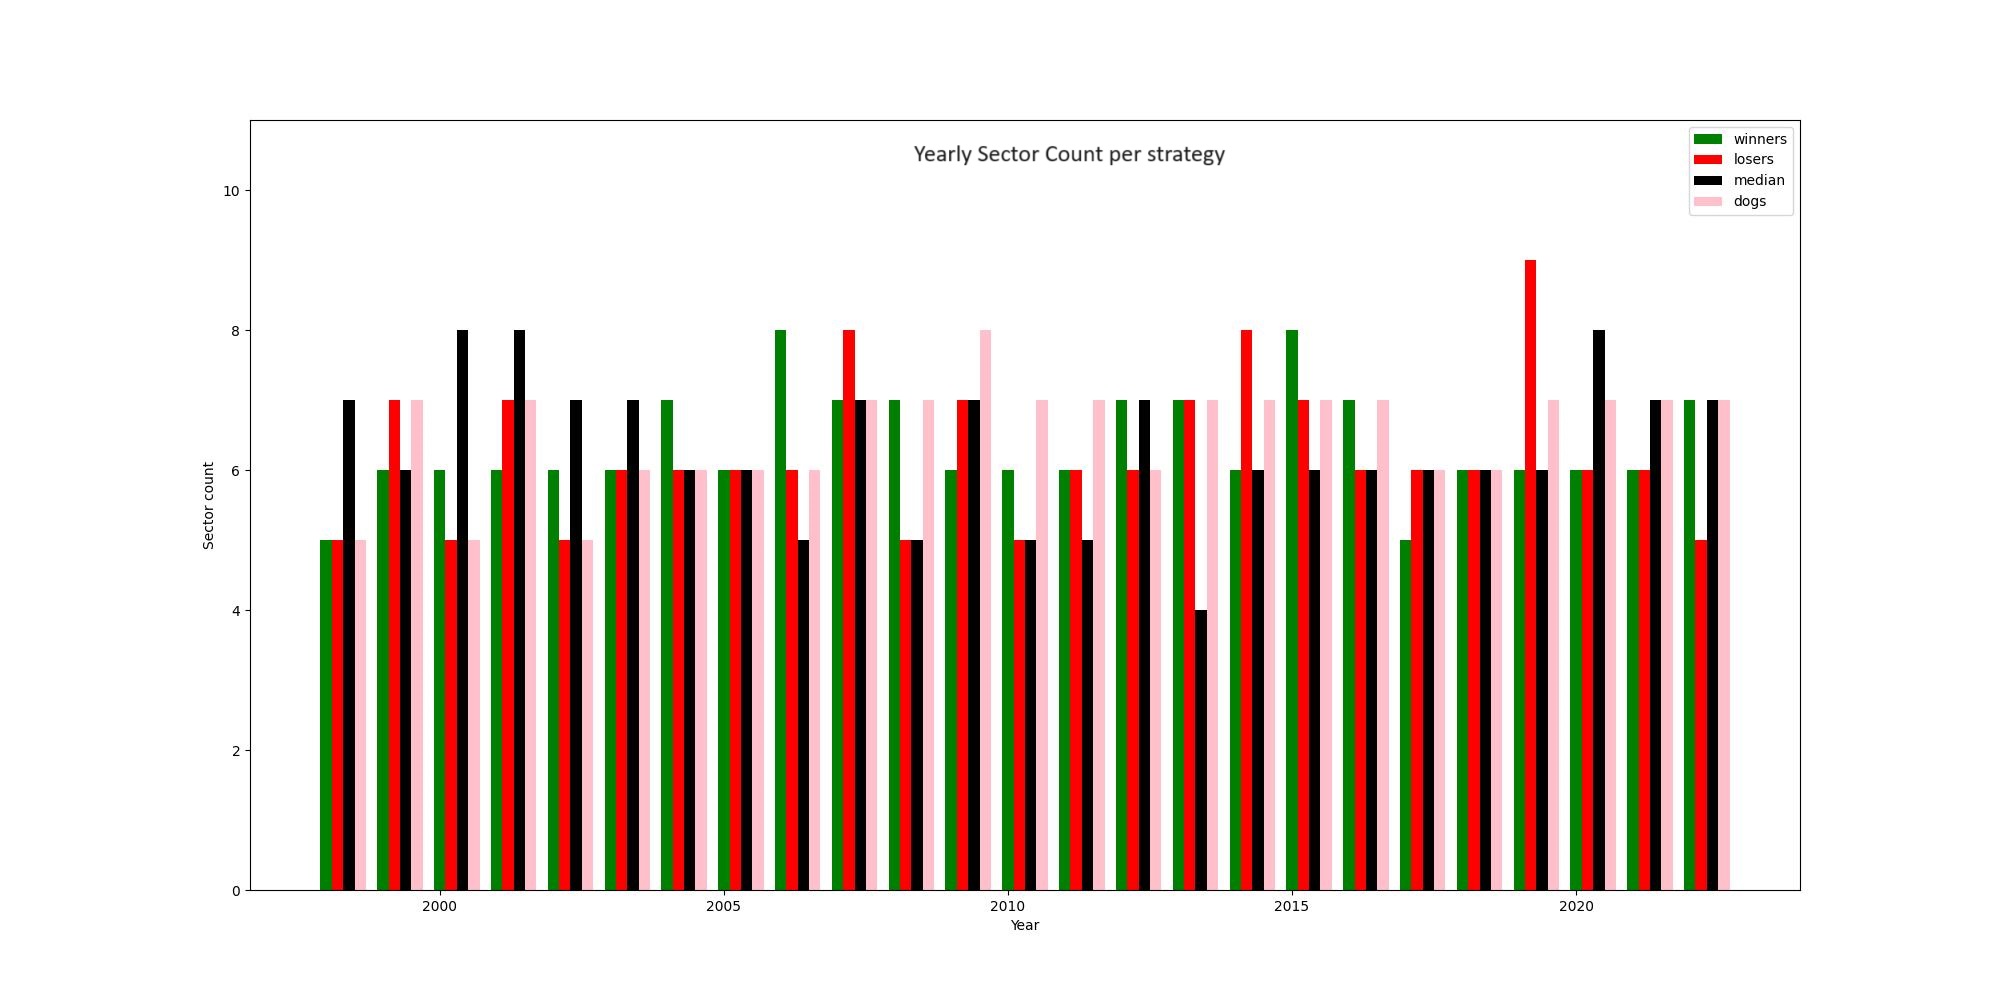 Yearly Sector Count per strategy
winners
losers
median
dogs
10
8
6
4
2
0
Sector count
2000 2005 2010 2015 2020
Year